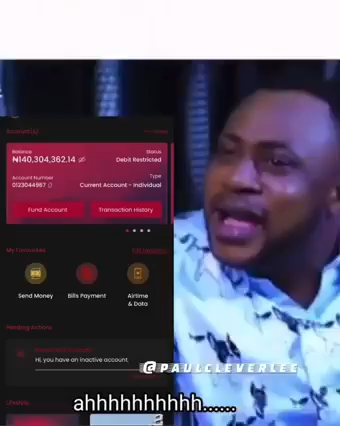 Account(s)
Balance
Status
₦140,304,362.14
Debit Restricted
Account Number
Type
0123044967
Current Account - Individual
Fund Account
Transaction History
My Favourites
Send Money
Bills Payment
Airtime
& Data
Pending Actions
Hi, you have an inactive account.
@PAULCLEVERLEE
ahhhhhhhhhh......